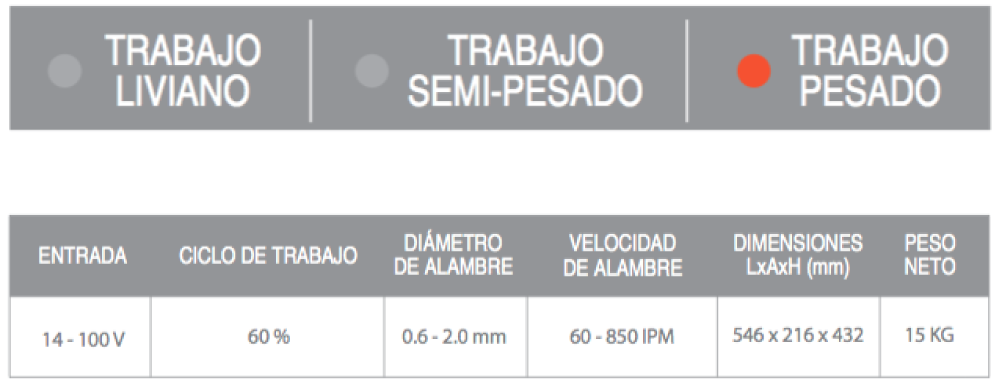 TRABAJO
LIVIANO
TRABAJO
SEMI-PESADO
TRABAJO
PESADO
ENTRADA
CICLO DE TRABAJO
DIÁMETRO
DE ALAMBRE
VELOCIDAD
DE ALAMBRE
DIMENSIONES
LxAxH (mm)
PESO
NETO
14 - 100 V
60 %
0.6 - 2.0 mm
60 - 850 IPM
546 x 216 x 432
15 KG